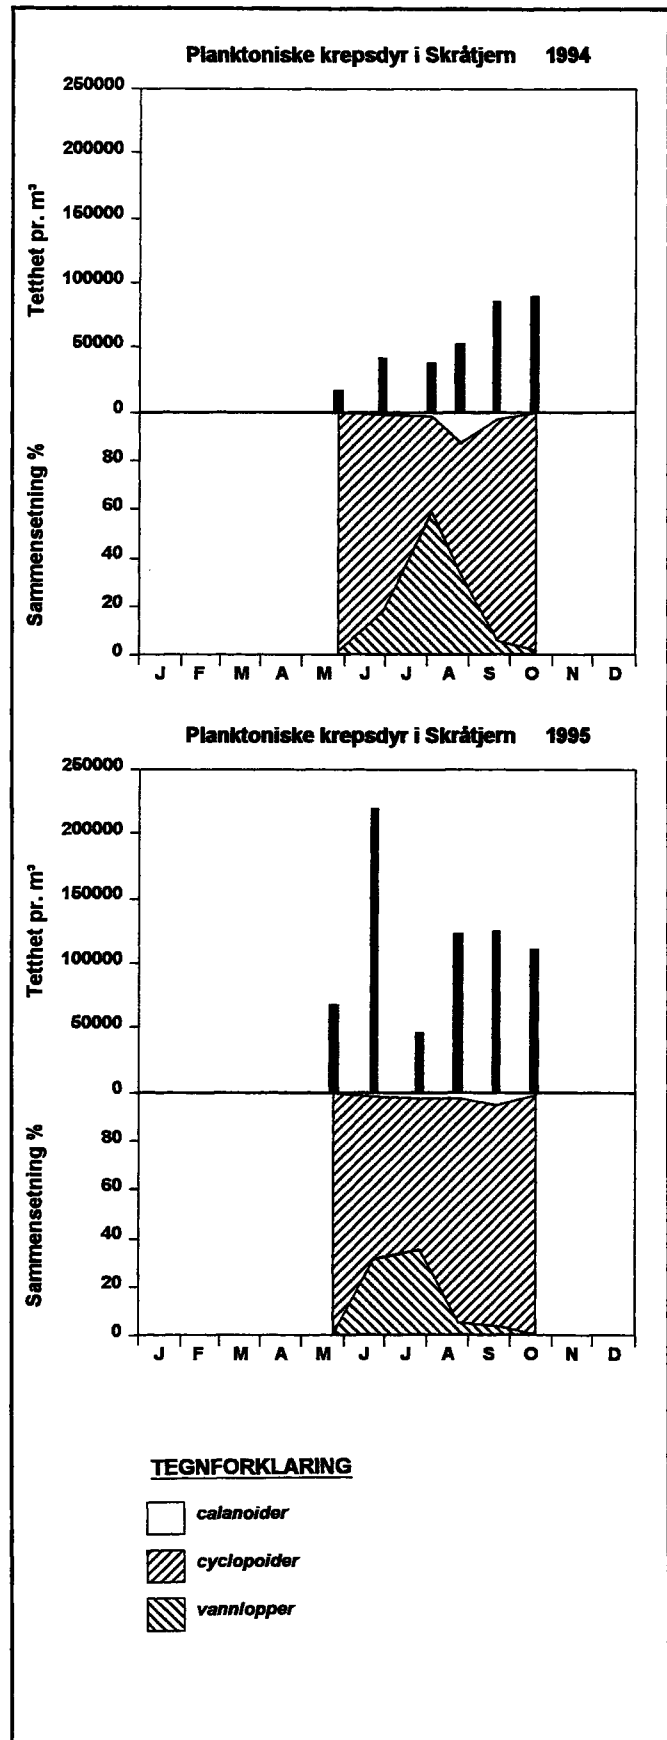 Planktoniske krepsdyr i Skråtjern 1994
Tetthet pr. m³
250000
200000
150000
100000
50000
0
Sammensetning %
80
60
40
20
0
J F M A M J J A S O N D
Planktoniske krepsdyr i Skråtjern 1995
Tetthet pr. m³
250000
200000
150000
100000
50000
0
Sammensetning %
80
60
40
20
0
J F M A M J J A S O N D
TEGNFORKLARING
calanoider
cyclopoider
vannlopper